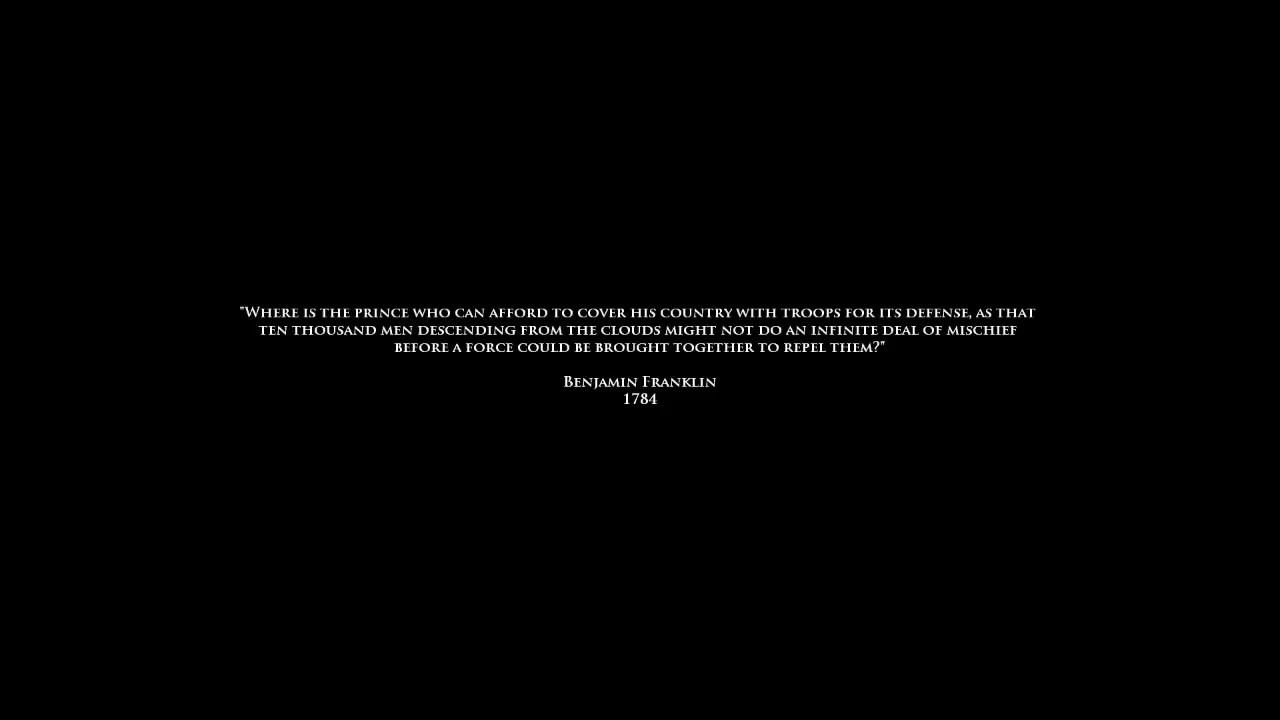 "Where is the prince who can afford to cover his country with troops for its defense, as that
ten thousand men descending from the clouds might not do an infinite deal of mischief
before a force could be brought together to repel them?"
Benjamin Franklin
1784